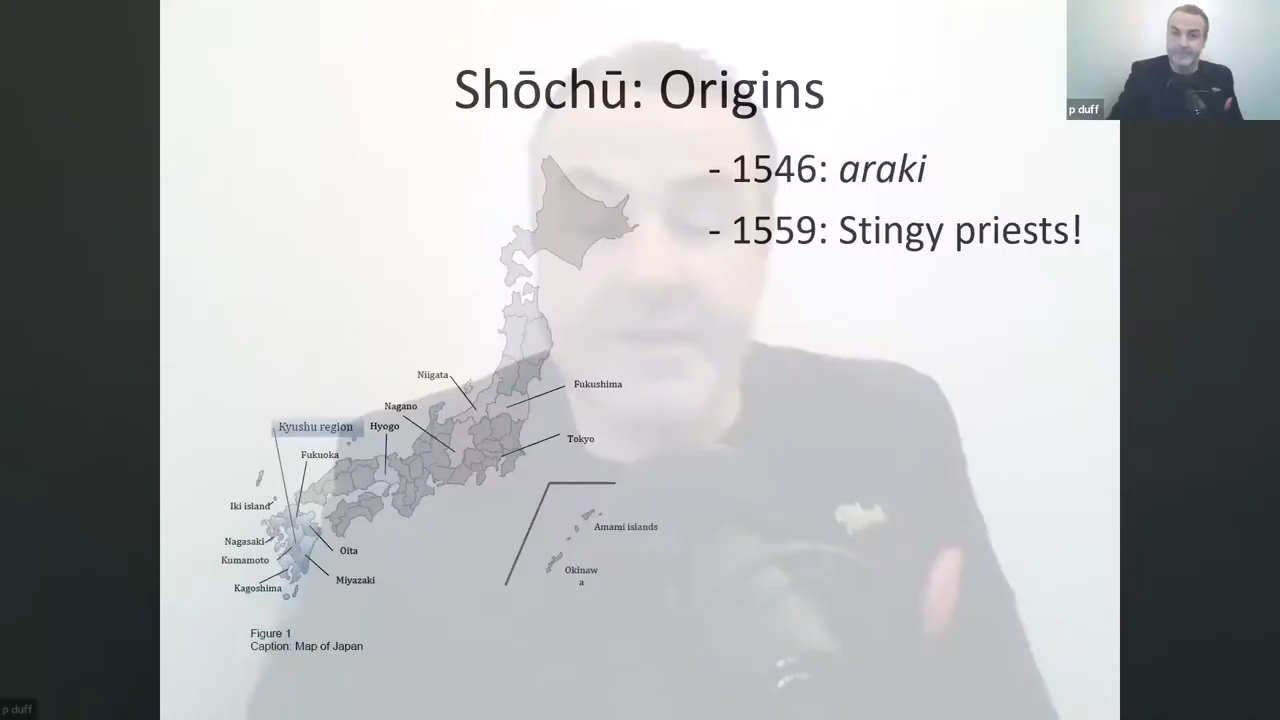 Shōchū: Origins
p duff
- 1546: araki
- 1559: Stingy priests!
Niigata
Fukushima
Nagano
Kyushu region
Hyogo
Tokyo
Fukuoka
Iki island
Amami islands
Nagasaki
Oita
Kumamoto
Okinaw
a
Miyazaki
Kagoshima
Figure 1
Caption: Map of Japan
p duff